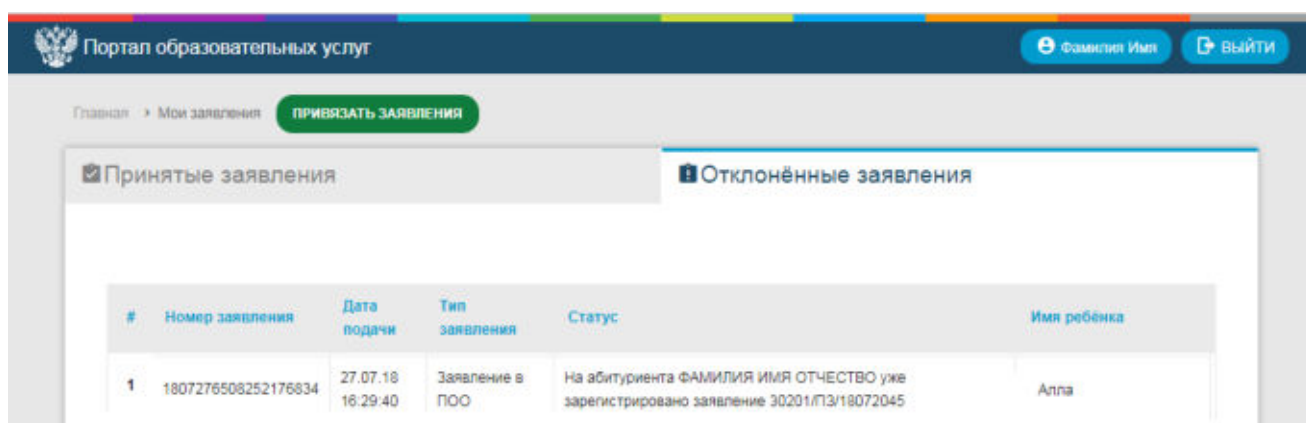 Портал образовательных услуг
Фамилия Имя
ВЫЙТИ
Главная > Мои заявления ПРИВЯЗАТЬ ЗАЯВЛЕНИЯ
Принятые заявления
Отклонённые заявления
# Номер заявления Дата подачи Тип заявления Статус Имя ребёнка
1 1807276508252176834 27.07.18 16:29:40 Заявление в ПОО На абитуриента ФАМИЛИЯ ИМЯ ОТЧЕСТВО уже зарегистрировано заявление 30201/ПЗ/18072045 Алла